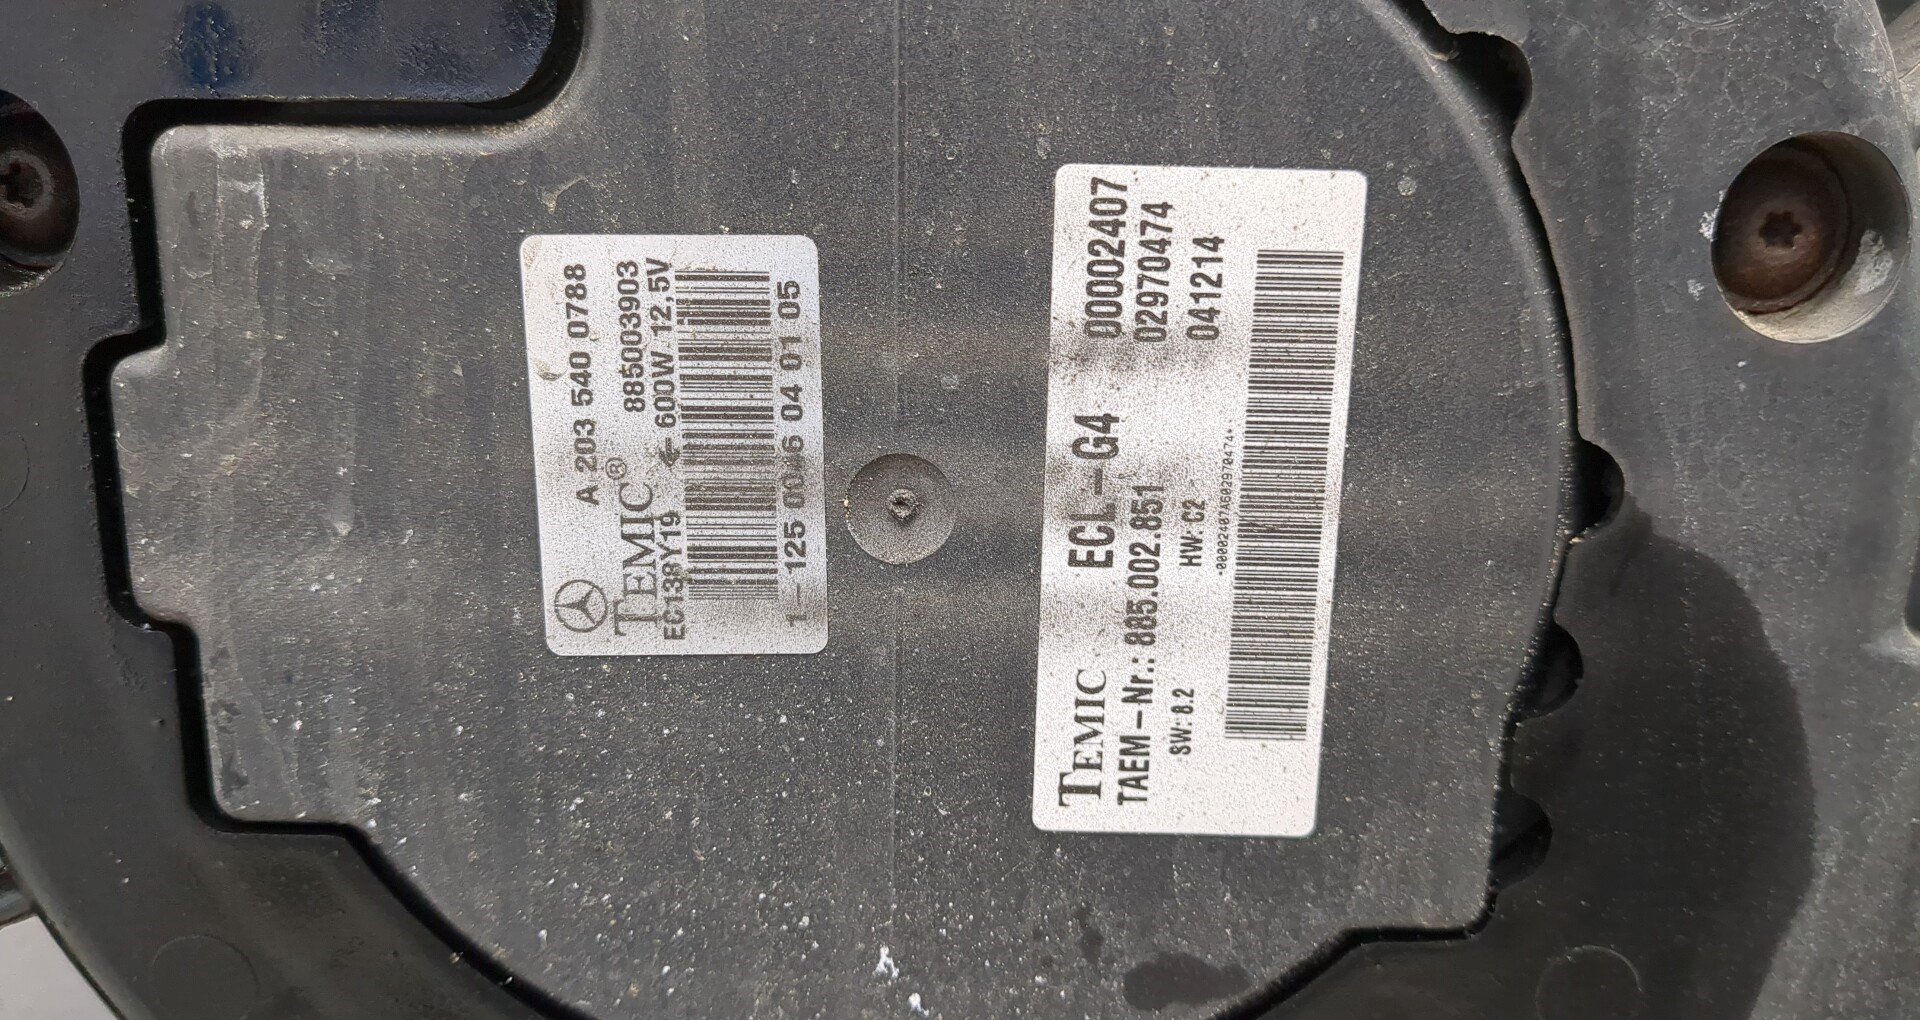 A 203 540 0788
TEMIC® 885003903
EC138Y19 ← 600W 12,5V
1-125 0046 04 01 05
TEMIC ECL-G4 00002407
TAEM-Nr.: 885.002.851 02970474
SW: 8.2 HW: C2 041214